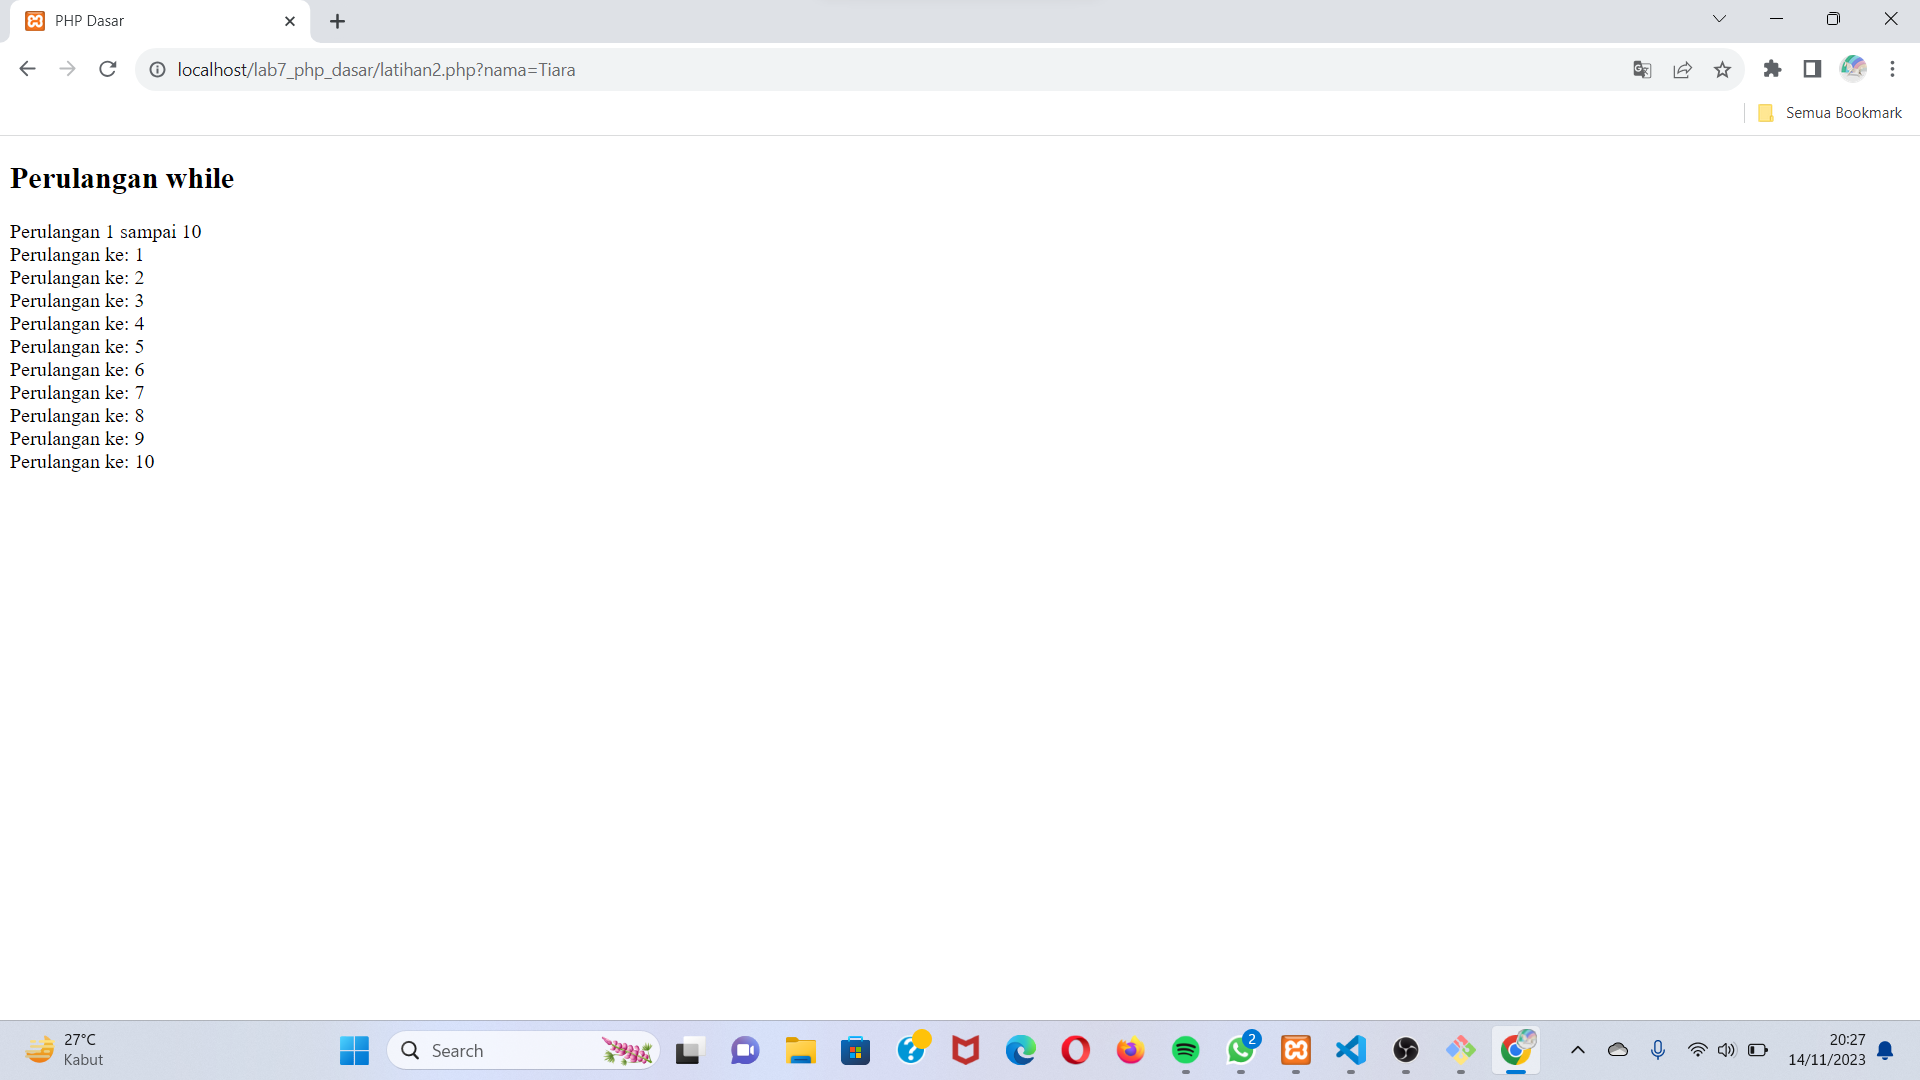 PHP Dasar
localhost/lab7_php_dasar/latihan2.php?nama=Tiara
Semua Bookmark
Perulangan while
Perulangan 1 sampai 10
Perulangan ke: 1
Perulangan ke: 2
Perulangan ke: 3
Perulangan ke: 4
Perulangan ke: 5
Perulangan ke: 6
Perulangan ke: 7
Perulangan ke: 8
Perulangan ke: 9
Perulangan ke: 10
27°C
Kabut
Search
2
20:27
14/11/2023